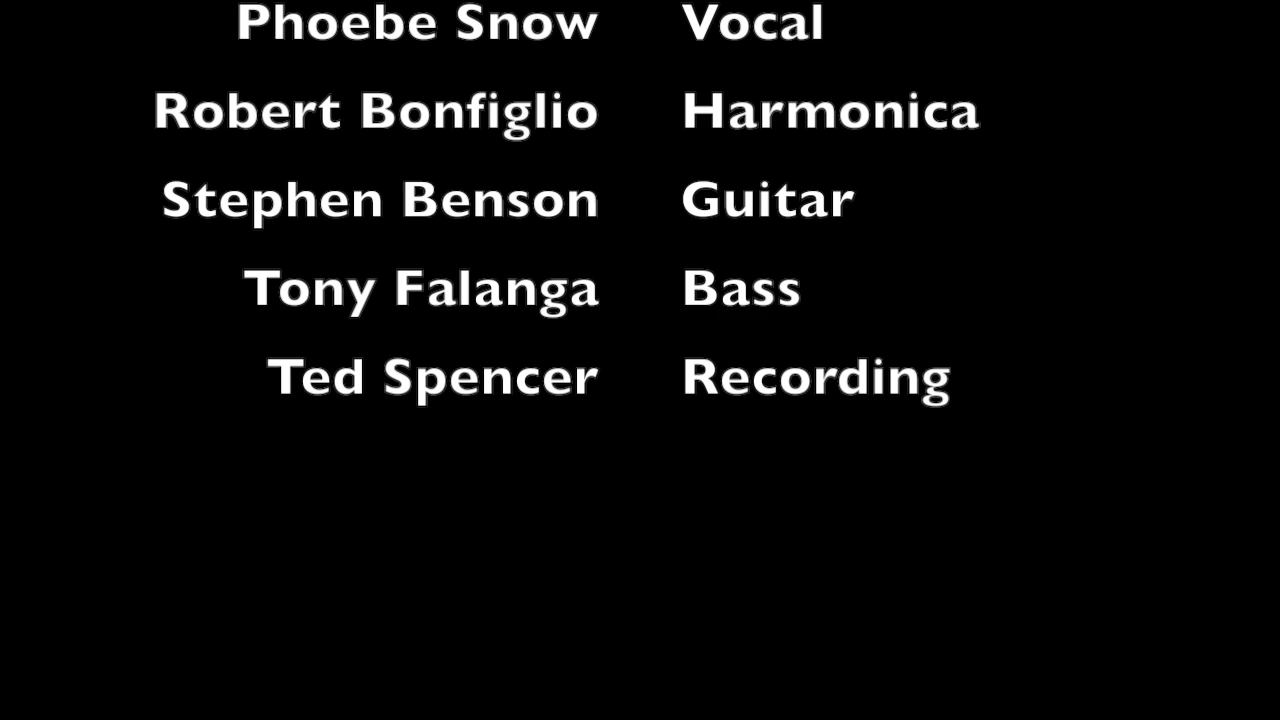 Phoebe Snow Vocal
Robert Bonfiglio Harmonica
Stephen Benson Guitar
Tony Falanga Bass
Ted Spencer Recording